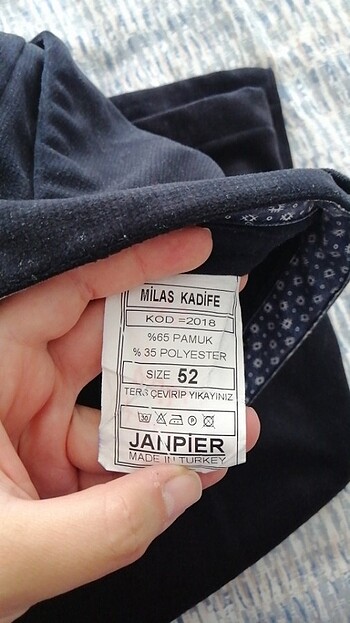 MİLAS KADİFE
KOD =2018
%65 PAMUK
% 35 POLYESTER
SIZE 52
TERS ÇEVİRİP YIKAYINIZ
30 P
JANPIER
MADE IN TURKEY